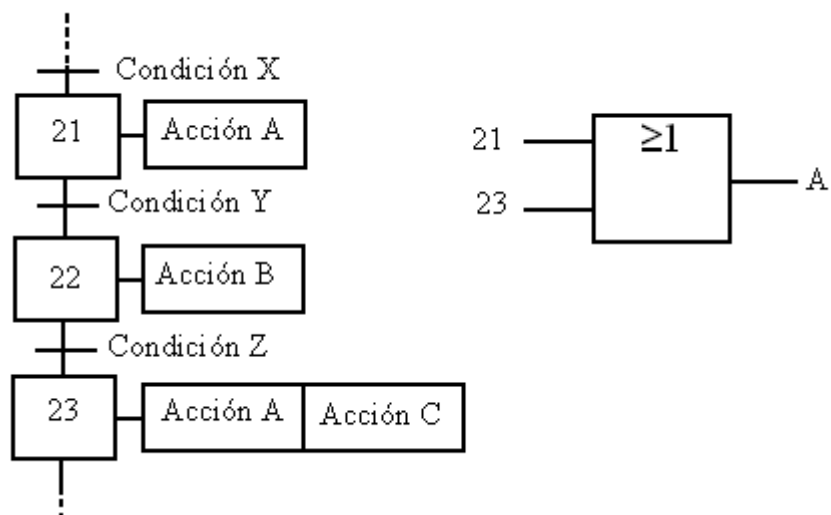 Condición X
21
Acción A
Condición Y
22
Acción B
Condición Z
23
Acción A
Acción C
≥1
21
23
A